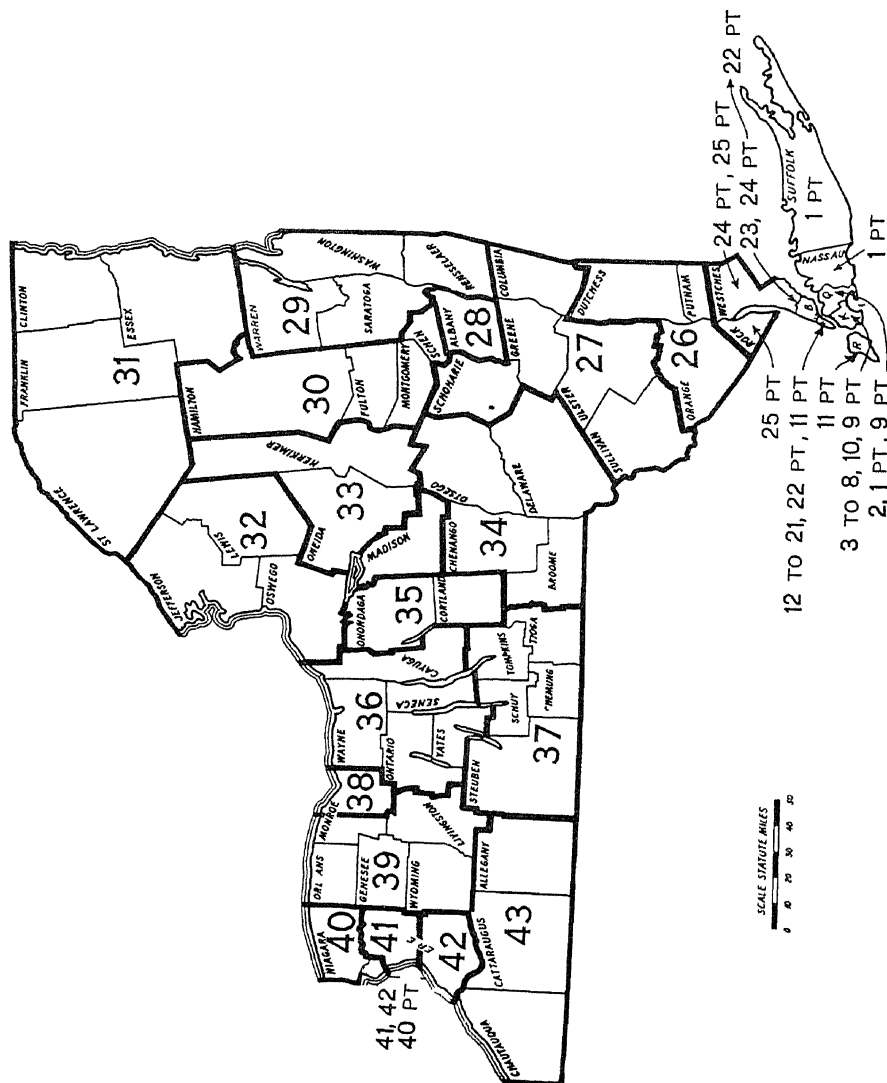 CLINTON
FRANKLIN
ESSEX
31
ST LAWRENCE
HAMILTON
WARREN
WASHINGTON
29
SARATOGA
30
FULTON
MONTGOMERY
HERKIMER
JEFFERSON
LEWIS
32
OSWEGO
ONEIDA
33
MADISON
SCHEN
ALBANY
28
RENSSELAER
SCHOHARIE
OTSEGO
GREENE
COLUMBIA
DELAWARE
ULSTER
27
DUTCHESS
SULLIVAN
ORANGE
26
PUTNAM
ROCK
WESTCHES
ONONDAGA
35
CORTLAND
CHENANGO
34
BROOME
CAYUGA
WAYNE
36
SENECA
ONTARIO
YATES
TOMPKINS
TIOGA
SCHUY
CHEMUNG
STEUBEN
37
MONROE
38
ORL ANS
GENESEE
39
WYOMING
LIVINGSTON
ALLEGANY
NIAGARA
40
41
42
CATTARAUGUS
43
CHAUTAUQUA
41, 42
40 PT
24 PT, 25 PT
23, 24 PT
22 PT
SUFFOLK
1 PT
NASSAU
1 PT
B
Q
K
R
25 PT
12 TO 21, 22 PT, 11 PT
11 PT
3 TO 8, 10, 9 PT
2, 1 PT, 9 PT
SCALE STATUTE MILES
0 10 20 30 40 50